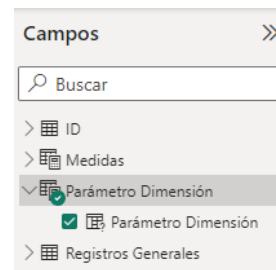 Campos
Buscar
ID
Medidas
Parámetro Dimensión
Parámetro Dimensión
Registros Generales